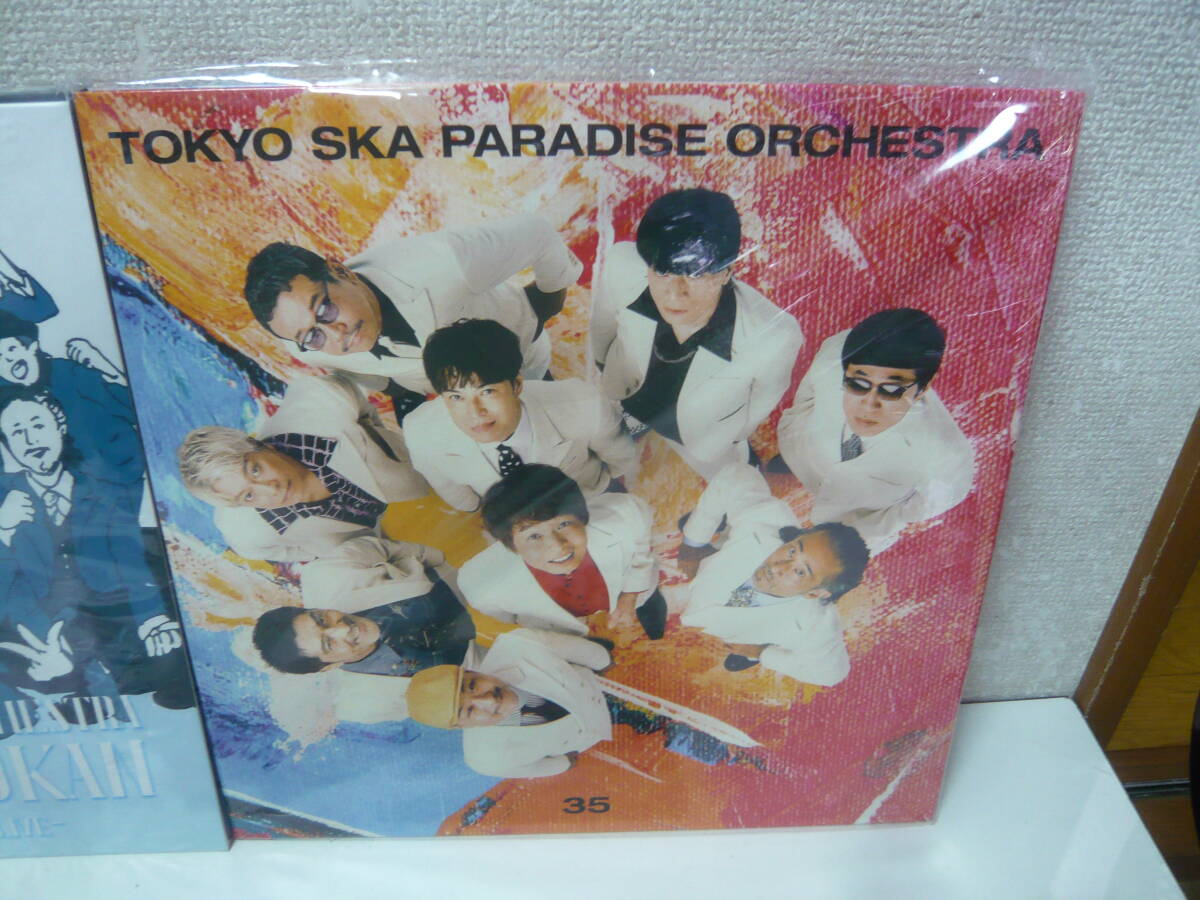 TOKYO SKA PARADISE ORCHESTRA
35